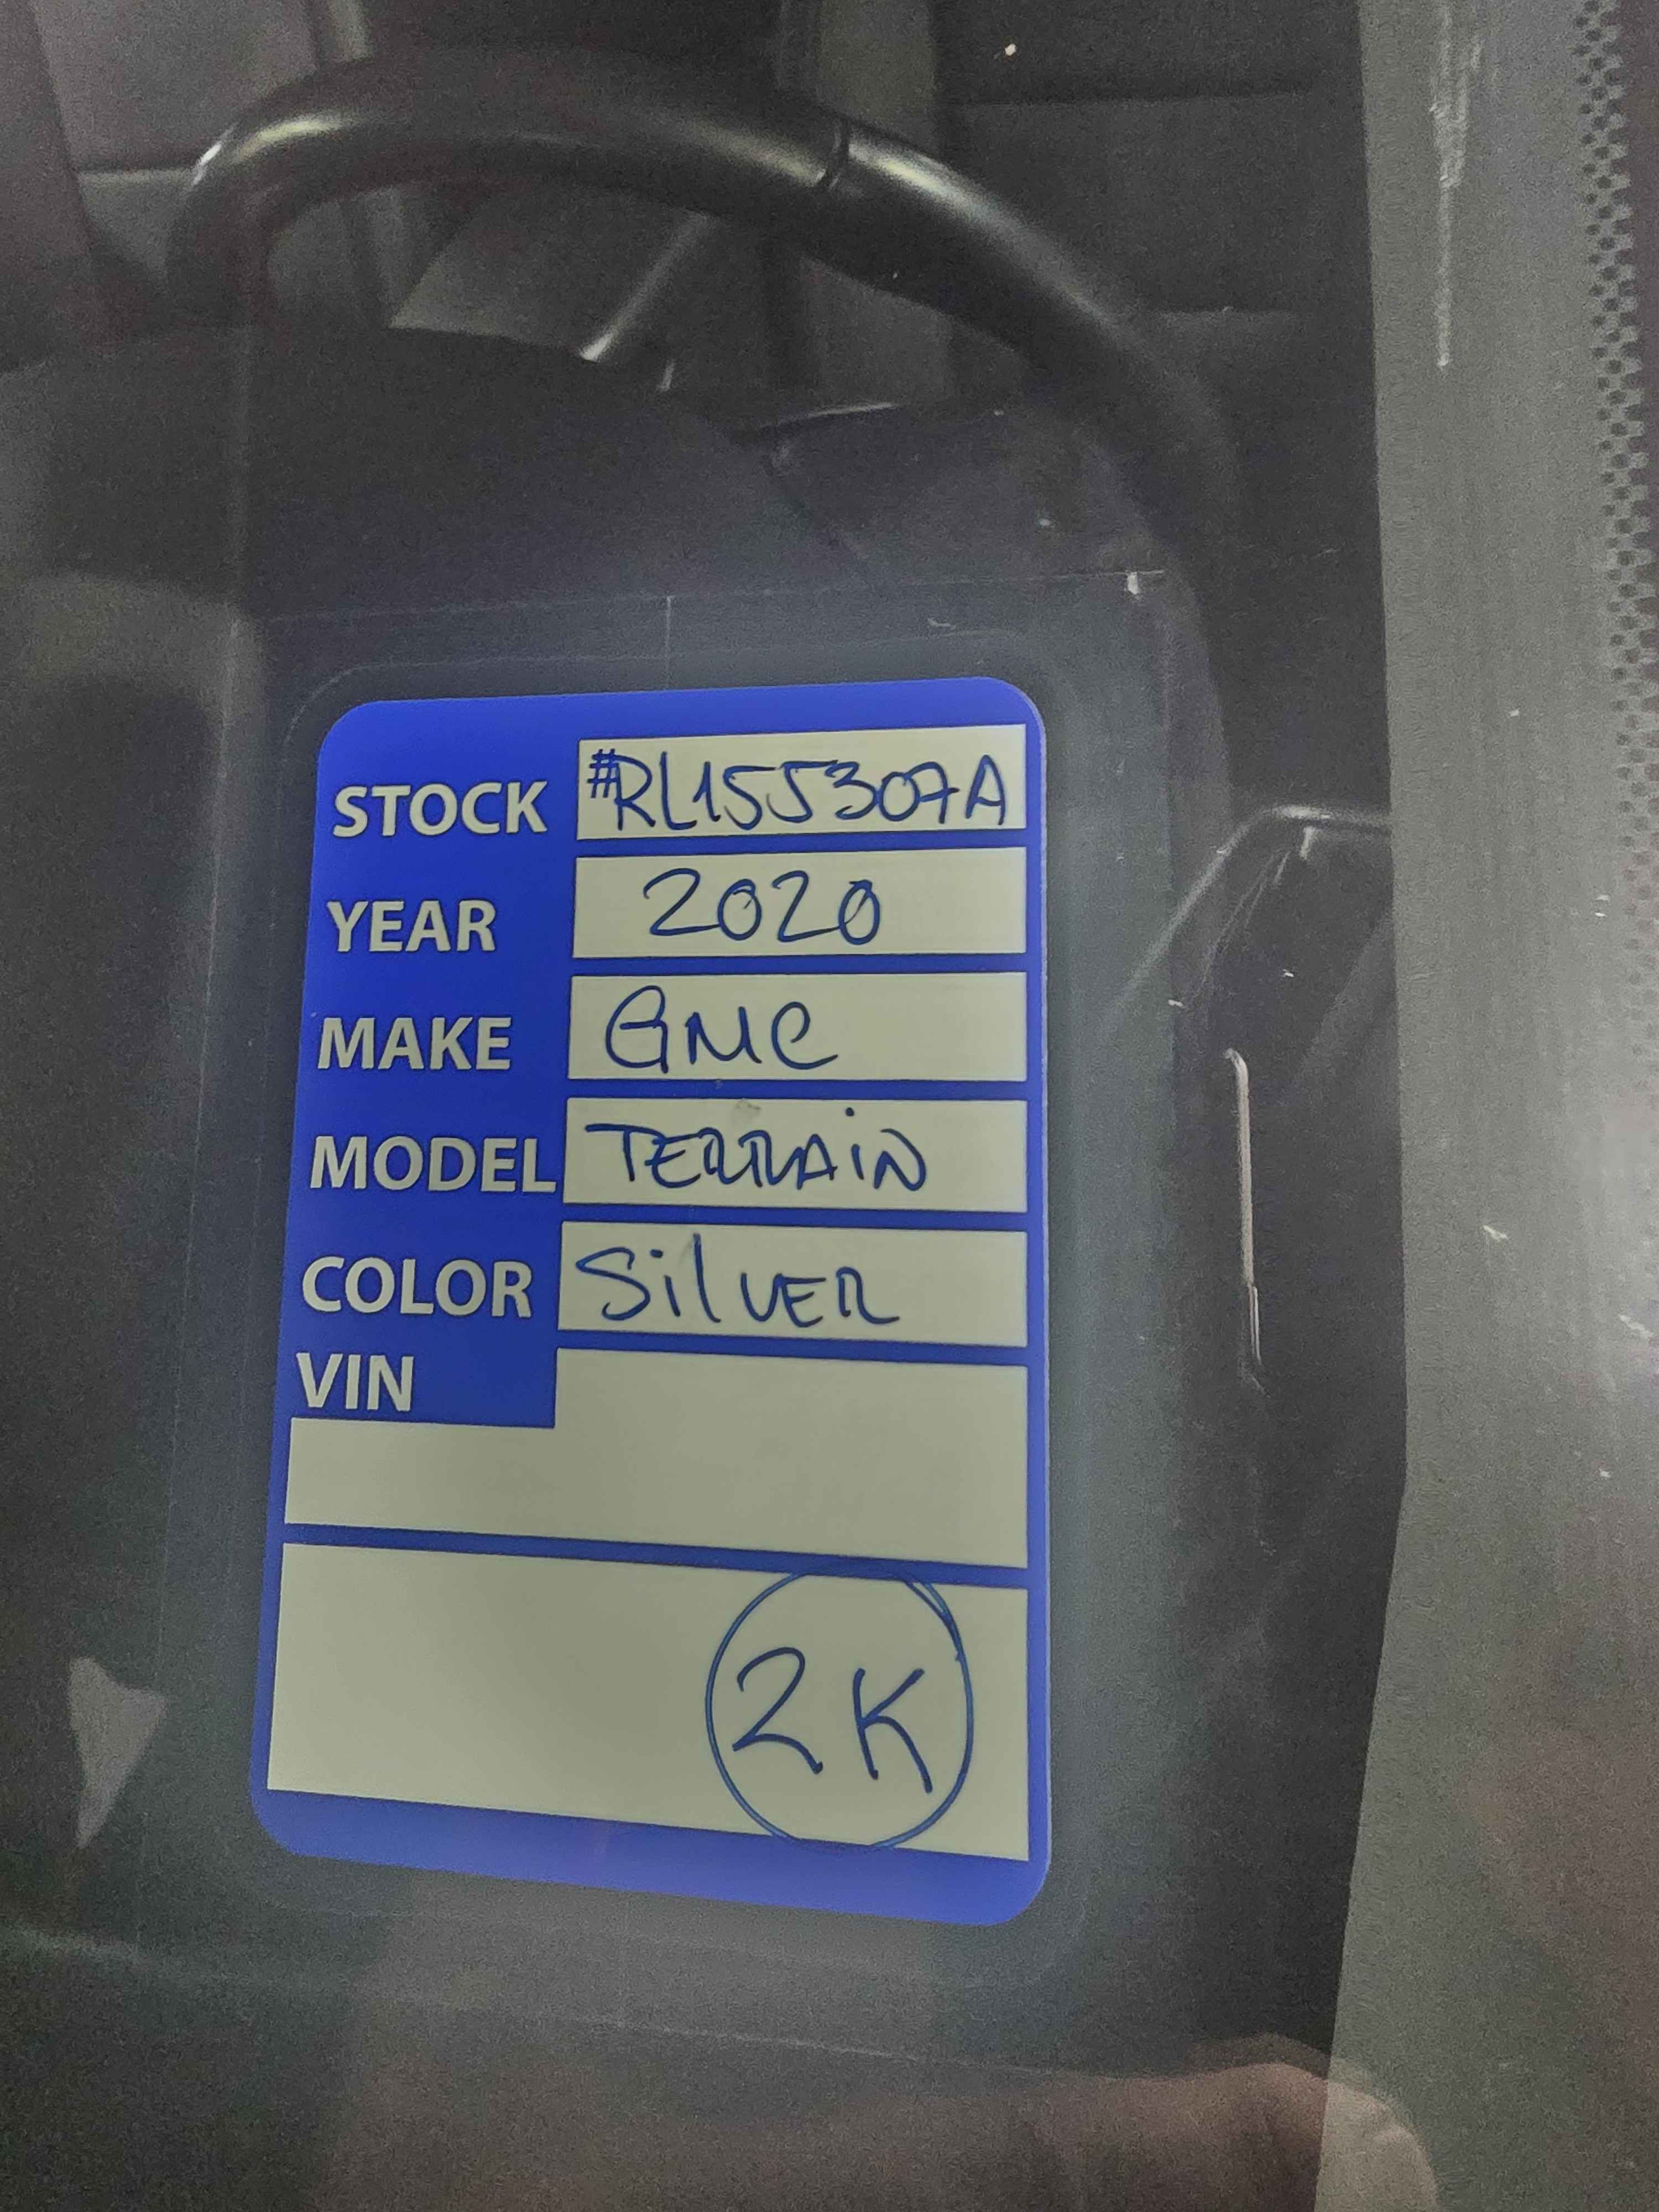 STOCK #RL155307A
YEAR 2020
MAKE GMC
MODEL TERRAIN
COLOR SilVER
VIN
2K